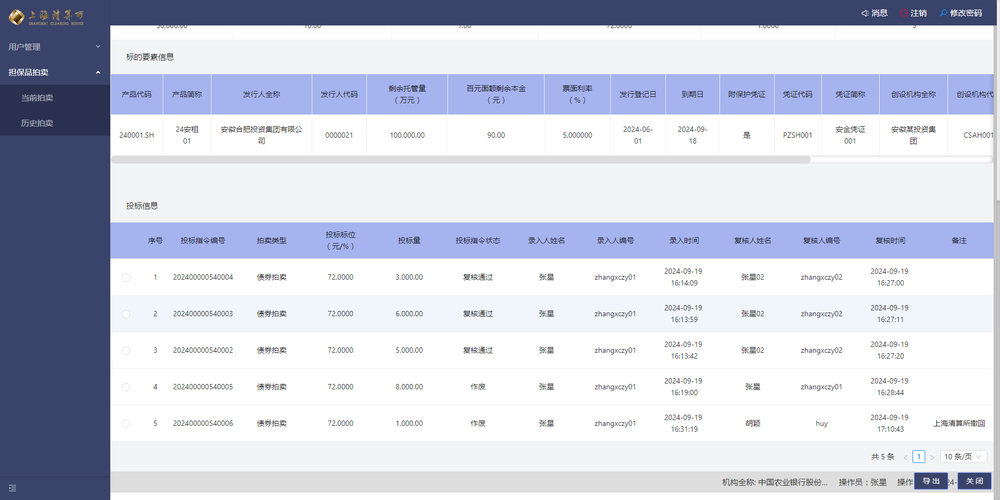 上海清算所
SHANGHAI CLEARING HOUSE
消息
注销
修改密码
用户管理
担保品拍卖
当前拍卖
历史拍卖
50,000.00 10.00 1.00 72.0000 1.0000 5
标的要素信息
产品代码 产品简称 发行人全称 发行人代码 剩余托管量（万元） 百元面额剩余本金（元） 票面利率（%） 发行登记日 到期日 附保护凭证 凭证代码 凭证简称 创设机构全称 创设机构代
240001.SH 24安租01 安徽合肥投资集团有限公司 0000021 100,000.00 90.00 5.000000 2024-06-01 2024-09-18 是 PZSH001 安金凭证001 安徽某投资集团 CSAH001
投标信息
序号 投标指令编号 拍卖类型 投标标位（元/%） 投标量 投标指令状态 录入人姓名 录入人编号 录入时间 复核人姓名 复核人编号 复核时间 备注
1 202400000540004 债券拍卖 72.0000 3,000.00 复核通过 张星 zhangxczy01 2024-09-19 16:14:09 张星02 zhangxczy02 2024-09-19 16:27:00
2 202400000540003 债券拍卖 72.0000 6,000.00 复核通过 张星 zhangxczy01 2024-09-19 16:13:59 张星02 zhangxczy02 2024-09-19 16:27:11
3 202400000540002 债券拍卖 72.0000 5,000.00 复核通过 张星 zhangxczy01 2024-09-19 16:13:42 张星02 zhangxczy02 2024-09-19 16:27:20
4 202400000540005 债券拍卖 72.0000 8,000.00 作废 张星 zhangxczy01 2024-09-19 16:19:00 张星 zhangxczy01 2024-09-19 16:28:44
5 202400000540006 债券拍卖 72.0000 1,000.00 作废 张星 zhangxczy01 2024-09-19 16:31:19 胡颖 huy 2024-09-19 17:10:43 上海清算所撤回
共 5 条 < 1 > 10 条/页
机构全称: 中国农业银行股份... 操作员：张星 操作 导出 24- 关闭